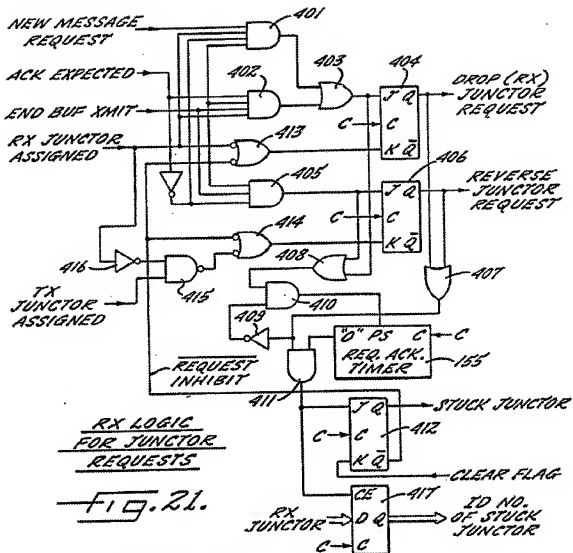 NEW MESSAGE
REQUEST
401
ACK EXPECTED
402
403
404
DROP (RX)
JUNCTOR
REQUEST
J Q
C
C
K Q̅
END BUF XMIT
RX JUNCTOR
ASSIGNED
413
405
406
REVERSE
JUNCTOR
REQUEST
J Q
C
C
K Q̅
414
408
407
416
415
410
TX
JUNCTOR
ASSIGNED
409
"0" PS C
C
REQ. ACK.
TIMER
155
R̅E̅Q̅U̅E̅S̅T̅
I̅N̅H̅I̅B̅I̅T̅
411
J Q
STUCK JUNCTOR
C
C
412
K Q̅
CLEAR FLAG
RX LOGIC
FOR JUNCTOR
REQUESTS
417
CE
RX
JUNCTOR
D Q
ID NO.
OF STUCK
JUNCTOR
C
C
Fig. 21.